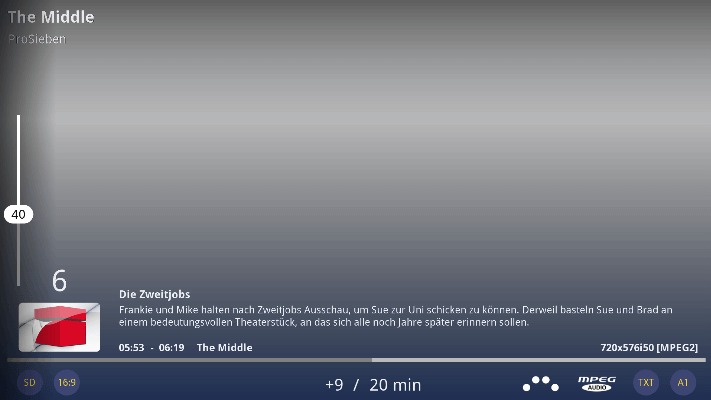 The Middle
ProSieben
40
6
Die Zweitjobs
Frankie und Mike halten nach Zweitjobs Ausschau, um Sue zur Uni schicken zu können. Derweil basteln Sue und Brad an
einem bedeutungsvollen Theaterstück, an das sich alle noch Jahre später erinnern sollen.
05:53 - 06:19 The Middle 720x576i50 [MPEG2]
SD 16:9 +9 / 20 min MPEG AUDIO TXT A1